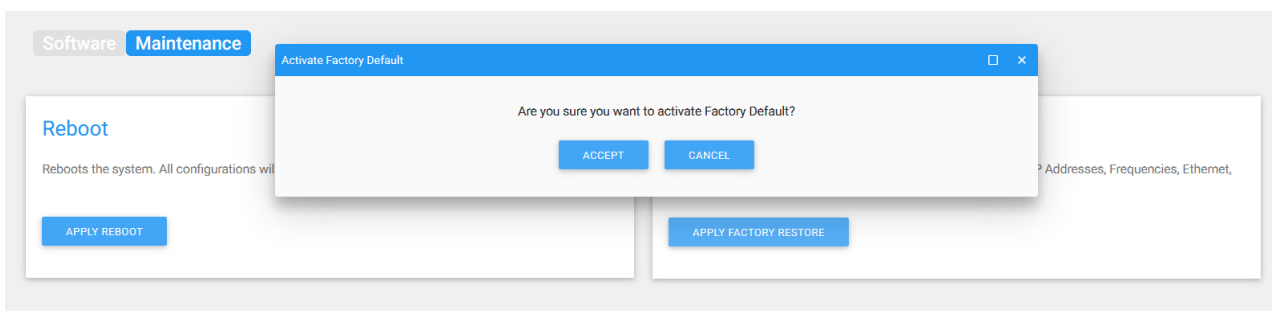 Software Maintenance
Activate Factory Default
Are you sure you want to activate Factory Default?
ACCEPT CANCEL
Reboot
Reboots the system. All configurations
Addresses, Frequencies, Ethernet,
APPLY REBOOT
APPLY FACTORY RESTORE